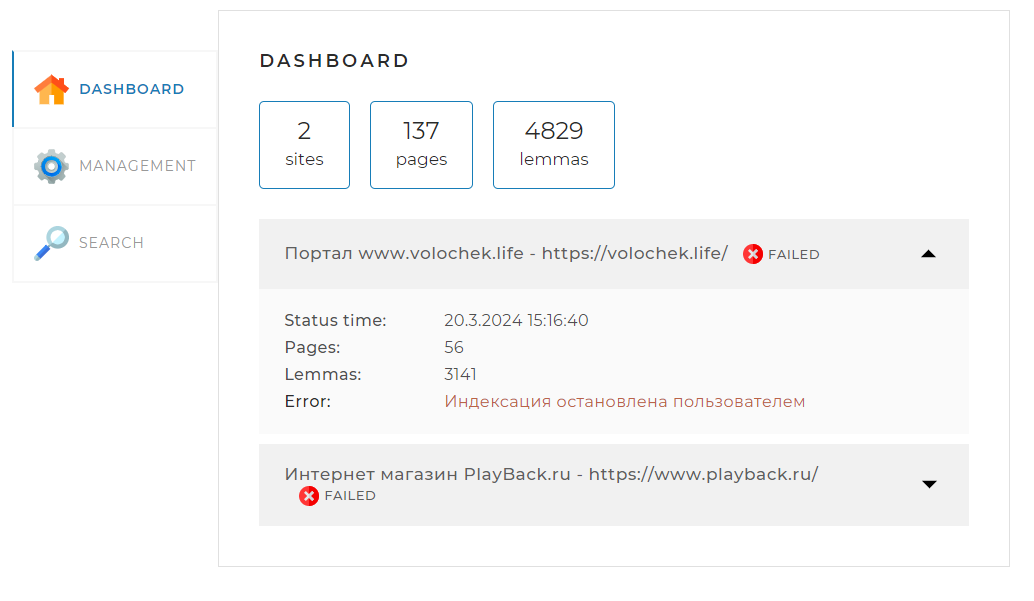 DASHBOARD
MANAGEMENT
SEARCH
DASHBOARD
2
sites
137
pages
4829
lemmas
Портал www.volochek.life - https://volochek.life/ FAILED
Status time: 20.3.2024 15:16:40
Pages: 56
Lemmas: 3141
Error: Индексация остановлена пользователем
Интернет магазин PlayBack.ru - https://www.playback.ru/
FAILED